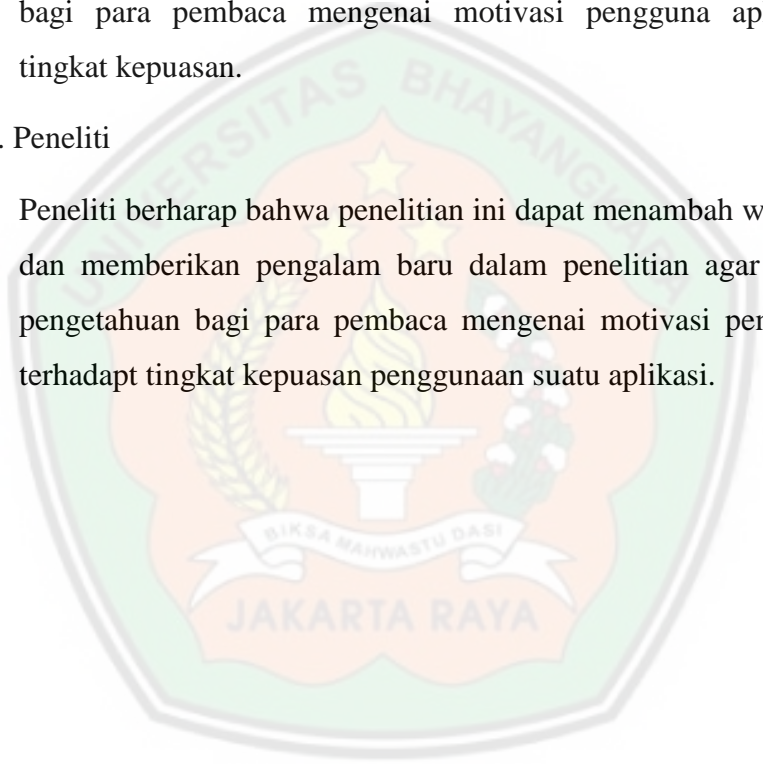 bagi para pembaca mengenai motivasi pengguna
tingkat kepuasan.
. Peneliti
Peneliti berharap bahwa penelitian ini dapat menambah
dan memberikan pengalam baru dalam penelitian agar
pengetahuan bagi para pembaca mengenai motivasi
terhadapt tingkat kepuasan penggunaan suatu aplikasi.
UNIVERSITAS BHAYANGKARA
BIKSA MAHWASTU DASI
JAKARTA RAYA